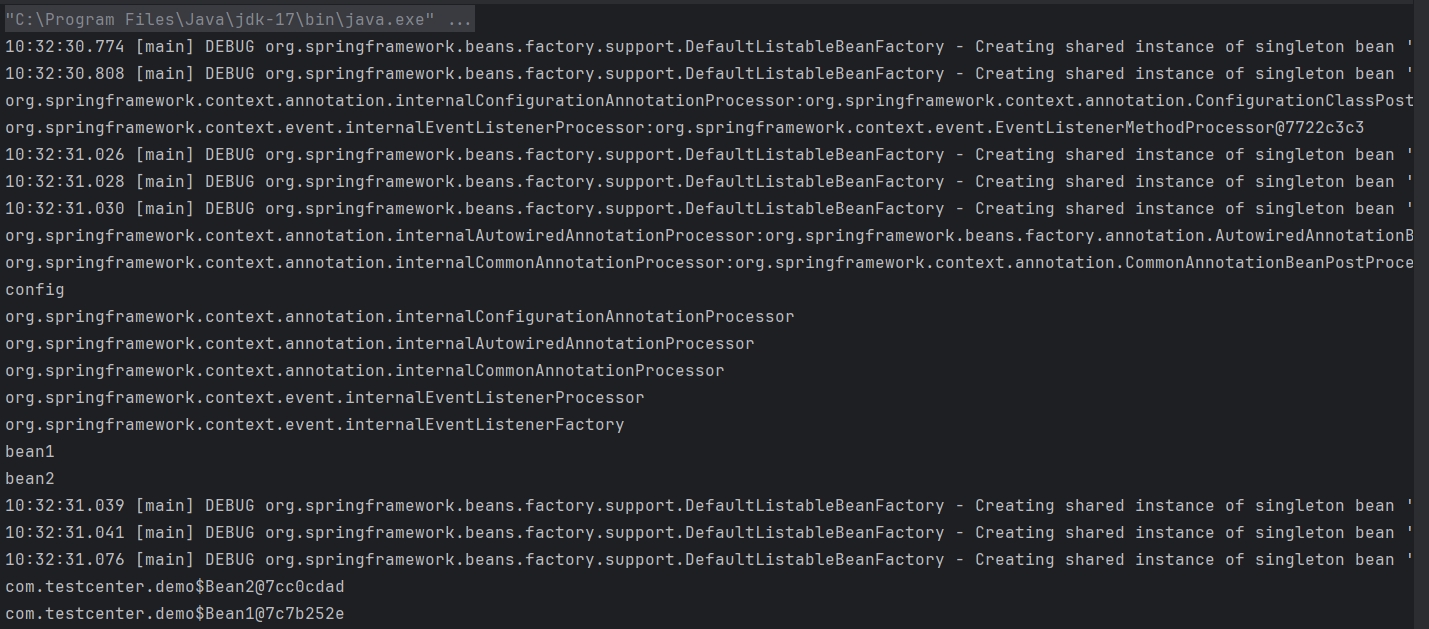 "C:\Program Files\Java\jdk-17\bin\java.exe" ...
10:32:30.774 [main] DEBUG org.springframework.beans.factory.support.DefaultListableBeanFactory - Creating shared instance of singleton bean '
10:32:30.808 [main] DEBUG org.springframework.beans.factory.support.DefaultListableBeanFactory - Creating shared instance of singleton bean '
org.springframework.context.annotation.internalConfigurationAnnotationProcessor:org.springframework.context.annotation.ConfigurationClassPost
org.springframework.context.event.internalEventListenerProcessor:org.springframework.context.event.EventListenerMethodProcessor@7722c3c3
10:32:31.026 [main] DEBUG org.springframework.beans.factory.support.DefaultListableBeanFactory - Creating shared instance of singleton bean '
10:32:31.028 [main] DEBUG org.springframework.beans.factory.support.DefaultListableBeanFactory - Creating shared instance of singleton bean '
10:32:31.030 [main] DEBUG org.springframework.beans.factory.support.DefaultListableBeanFactory - Creating shared instance of singleton bean '
org.springframework.context.annotation.internalAutowiredAnnotationProcessor:org.springframework.beans.factory.annotation.AutowiredAnnotationB
org.springframework.context.annotation.internalCommonAnnotationProcessor:org.springframework.context.annotation.CommonAnnotationBeanPostProce
config
org.springframework.context.annotation.internalConfigurationAnnotationProcessor
org.springframework.context.annotation.internalAutowiredAnnotationProcessor
org.springframework.context.annotation.internalCommonAnnotationProcessor
org.springframework.context.event.internalEventListenerProcessor
org.springframework.context.event.internalEventListenerFactory
bean1
bean2
10:32:31.039 [main] DEBUG org.springframework.beans.factory.support.DefaultListableBeanFactory - Creating shared instance of singleton bean '
10:32:31.041 [main] DEBUG org.springframework.beans.factory.support.DefaultListableBeanFactory - Creating shared instance of singleton bean '
10:32:31.076 [main] DEBUG org.springframework.beans.factory.support.DefaultListableBeanFactory - Creating shared instance of singleton bean '
com.testcenter.demo$Bean2@7cc0cdad
com.testcenter.demo$Bean1@7c7b252e